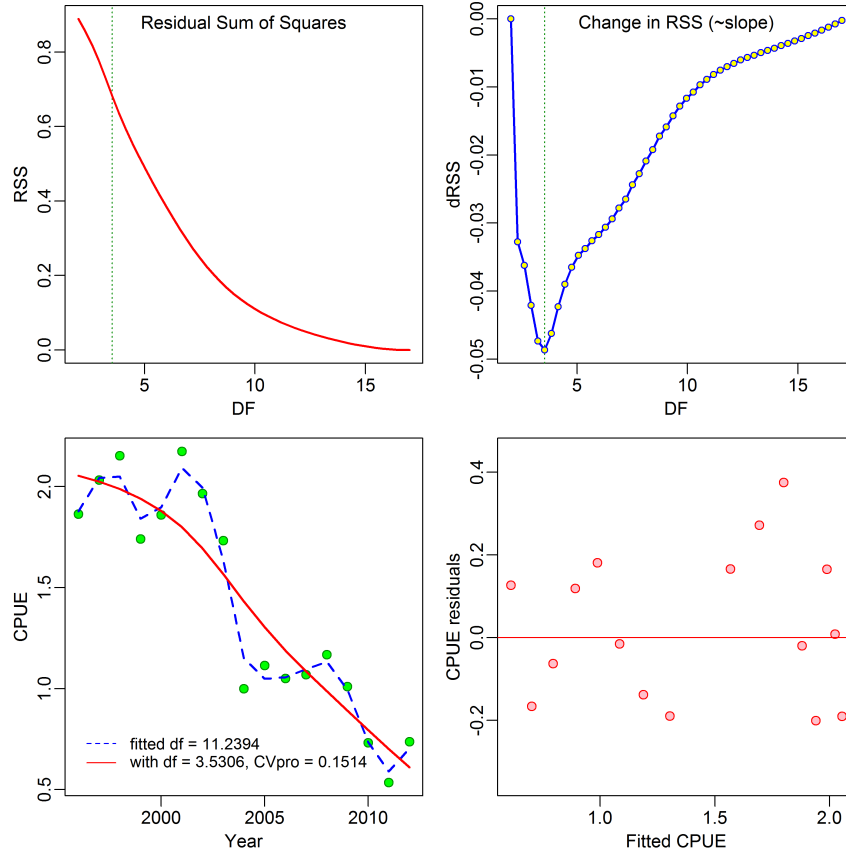 Residual Sum of Squares
RSS
0.0
0.2
0.4
0.6
0.8
5
10
15
DF
Change in RSS (~slope)
dRSS
0.00
-0.01
-0.02
-0.03
-0.04
-0.05
5
10
15
DF
CPUE
2.0
1.5
1.0
0.5
fitted df = 11.2394
with df = 3.5306, CVpro = 0.1514
2000
2005
2010
Year
CPUE residuals
0.4
0.2
0.0
-0.2
1.0
1.5
2.0
Fitted CPUE